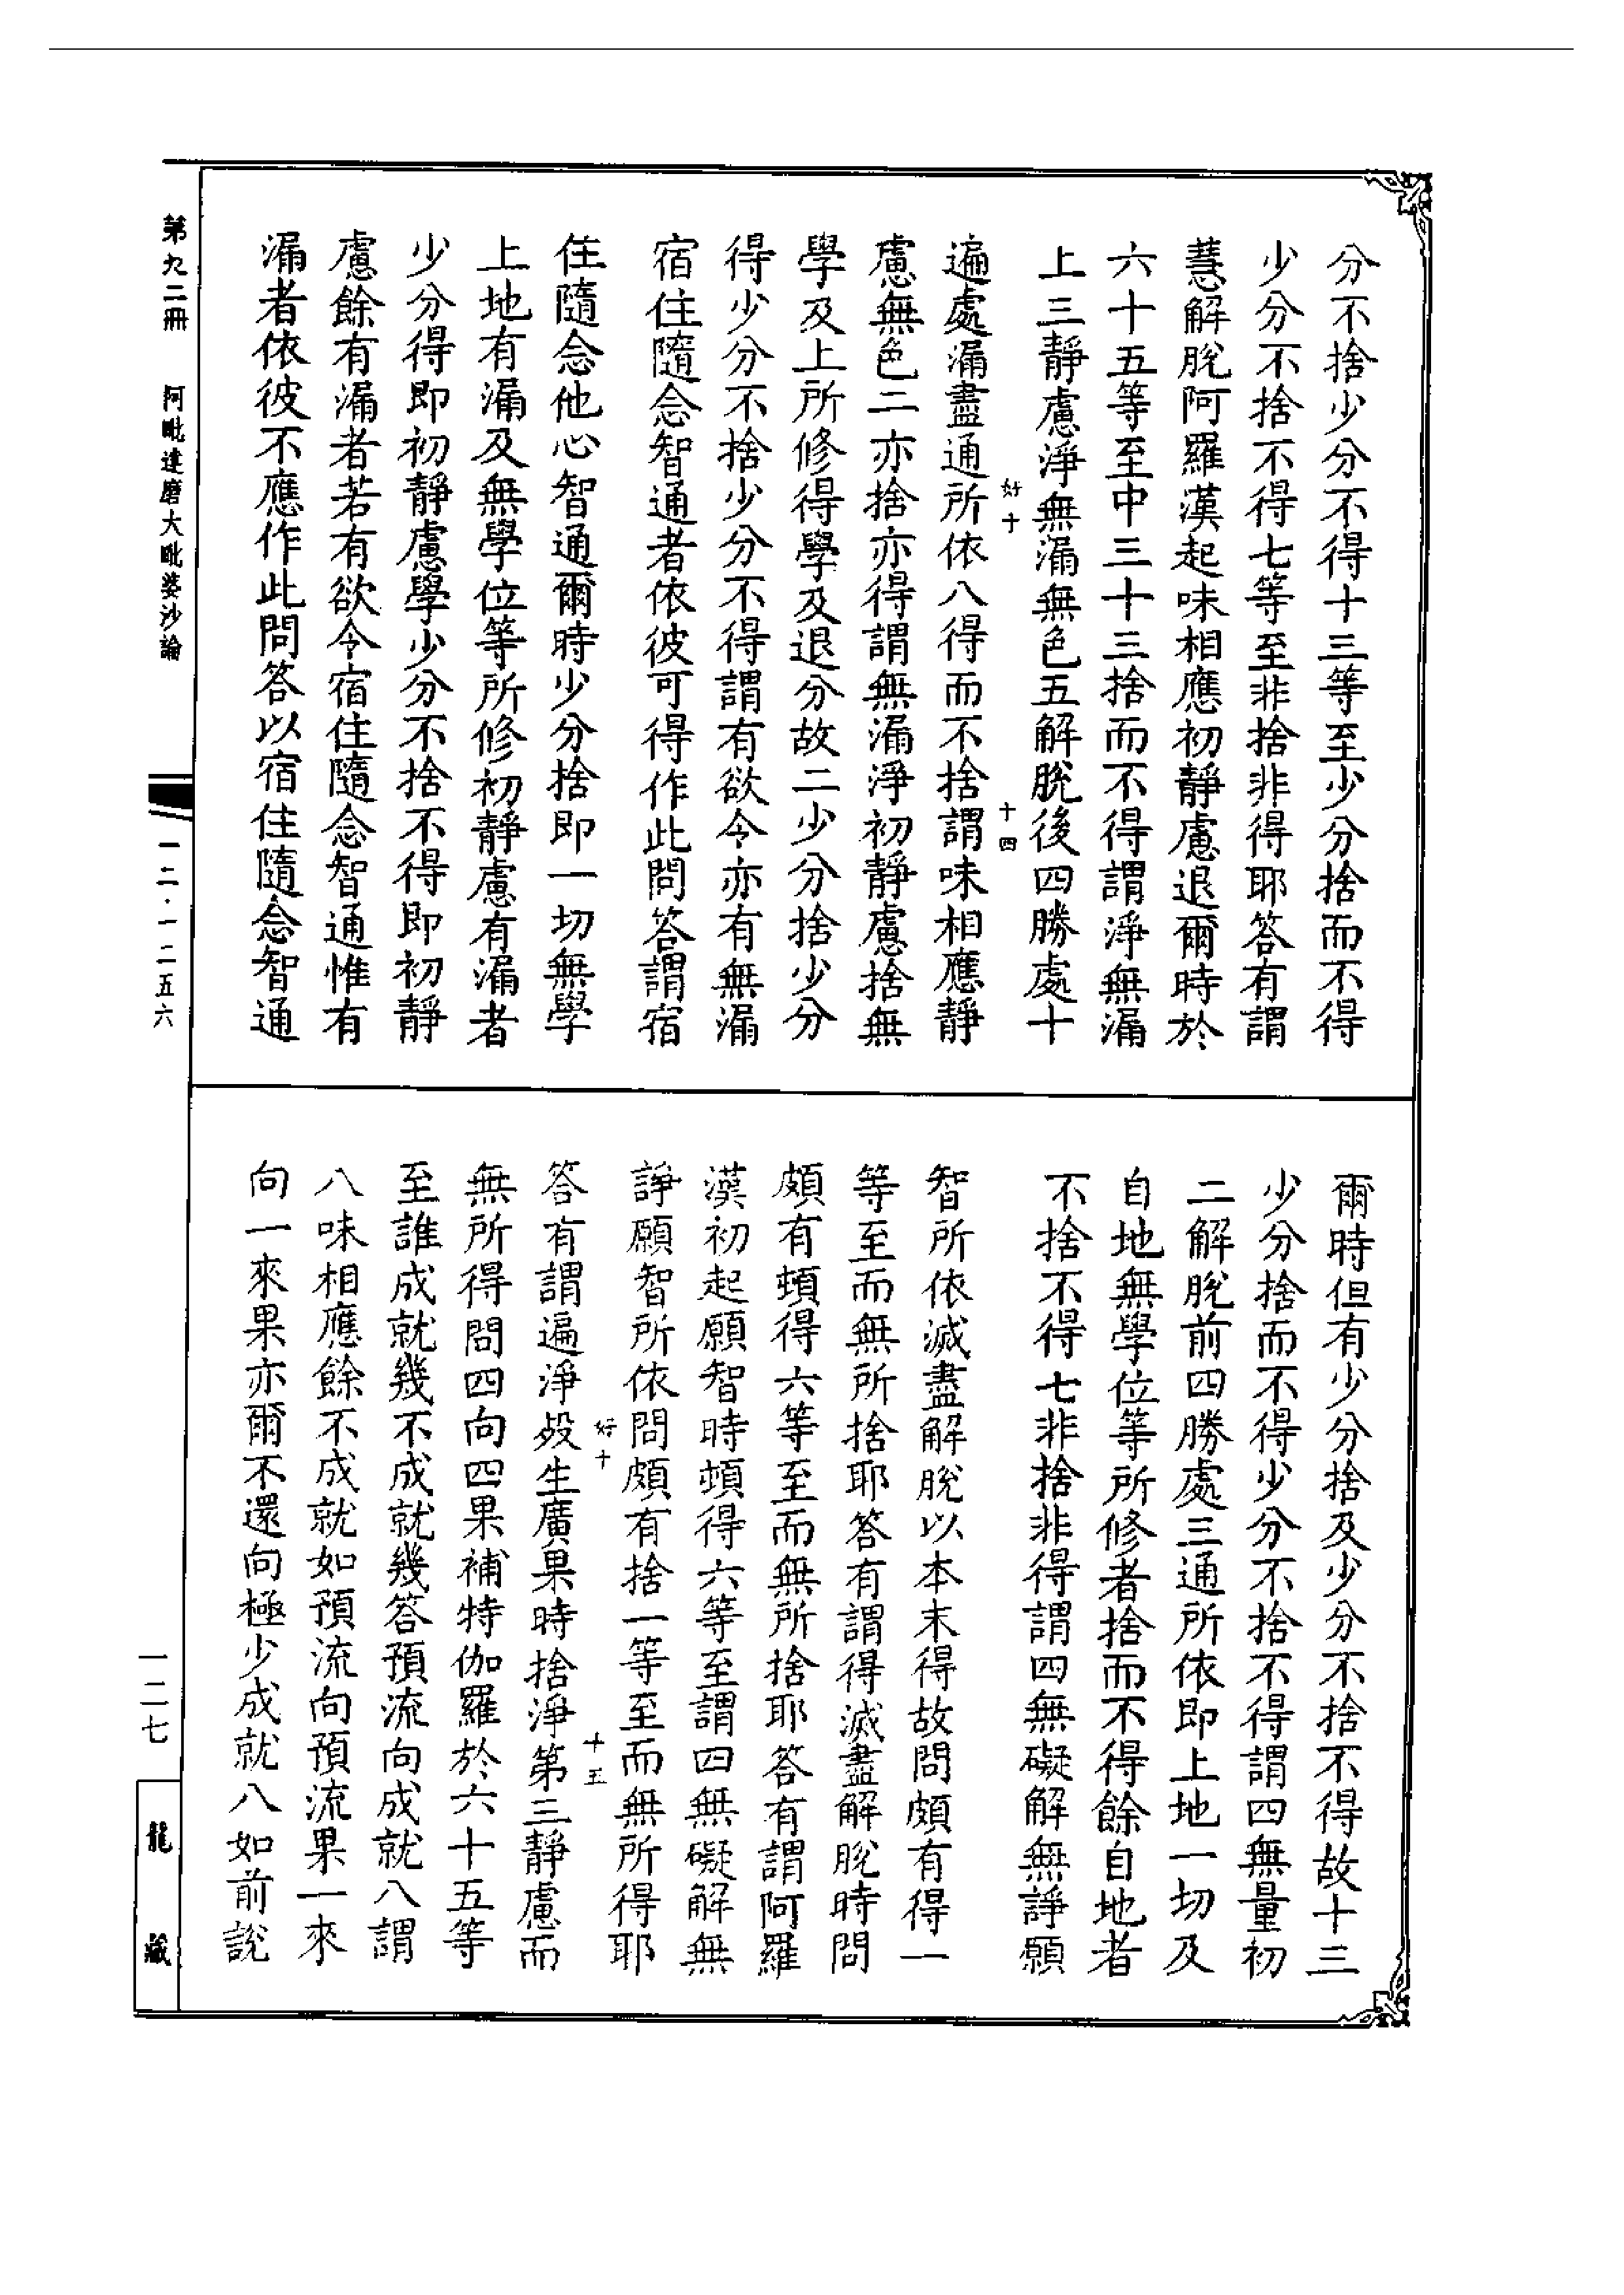 分不捨少分不得十三等至少分捨而不得
少分不捨不得七等至非捨非得耶答有謂
慧解脫阿羅漢起味相應初靜慮退爾時於
六十五等至中三十三捨而不得謂淨無漏
上三靜慮淨無漏無色五解脫後四勝處十
好十
十四
遍處漏盡通所依八得而不捨謂味相應靜
慮無色二亦捨亦得謂無漏淨初靜慮捨無
學及上所修得學及退分故二少分捨少分
得少分不捨少分不得謂有欲令亦有無漏
宿住隨念智通者依彼可得作此問答謂宿
住隨念他心智通爾時少分捨即一切無學
上地有漏及無學位等所修初靜慮有漏者
少分得即初靜慮學少分不捨不得即初靜
慮餘有漏者若有欲令宿住隨念智通惟有
漏者依彼不應作此問答以宿住隨念智通
爾時但有少分捨及少分不捨不得故十三
少分捨而不得少分不捨不得謂四無量初
二解脫前四勝處三通所依即上地一切及
自地無學位等所修者捨而不得餘自地者
不捨不得七非捨非得謂四無礙解無諍願
智所依滅盡解脫以本末得故問頗有得一
等至而無所捨耶答有謂得滅盡解脫時問
頗有頓得六等至而無所捨耶答有謂阿羅
漢初起願智時頓得六等至謂四無礙解無
諍願智所依問頗有捨一等至而無所得耶
好十
十五
答有謂遍淨歿生廣果時捨淨第三靜慮而
無所得問四向四果補特伽羅於六十五等
至誰成就幾不成就幾答預流向成就八謂
八味相應餘不成就如預流向預流果一來
向一來果亦爾不還向極少成就八如前說
第九二冊
阿毗達磨大毗婆沙論
一二·一二五六
一二七
龍藏